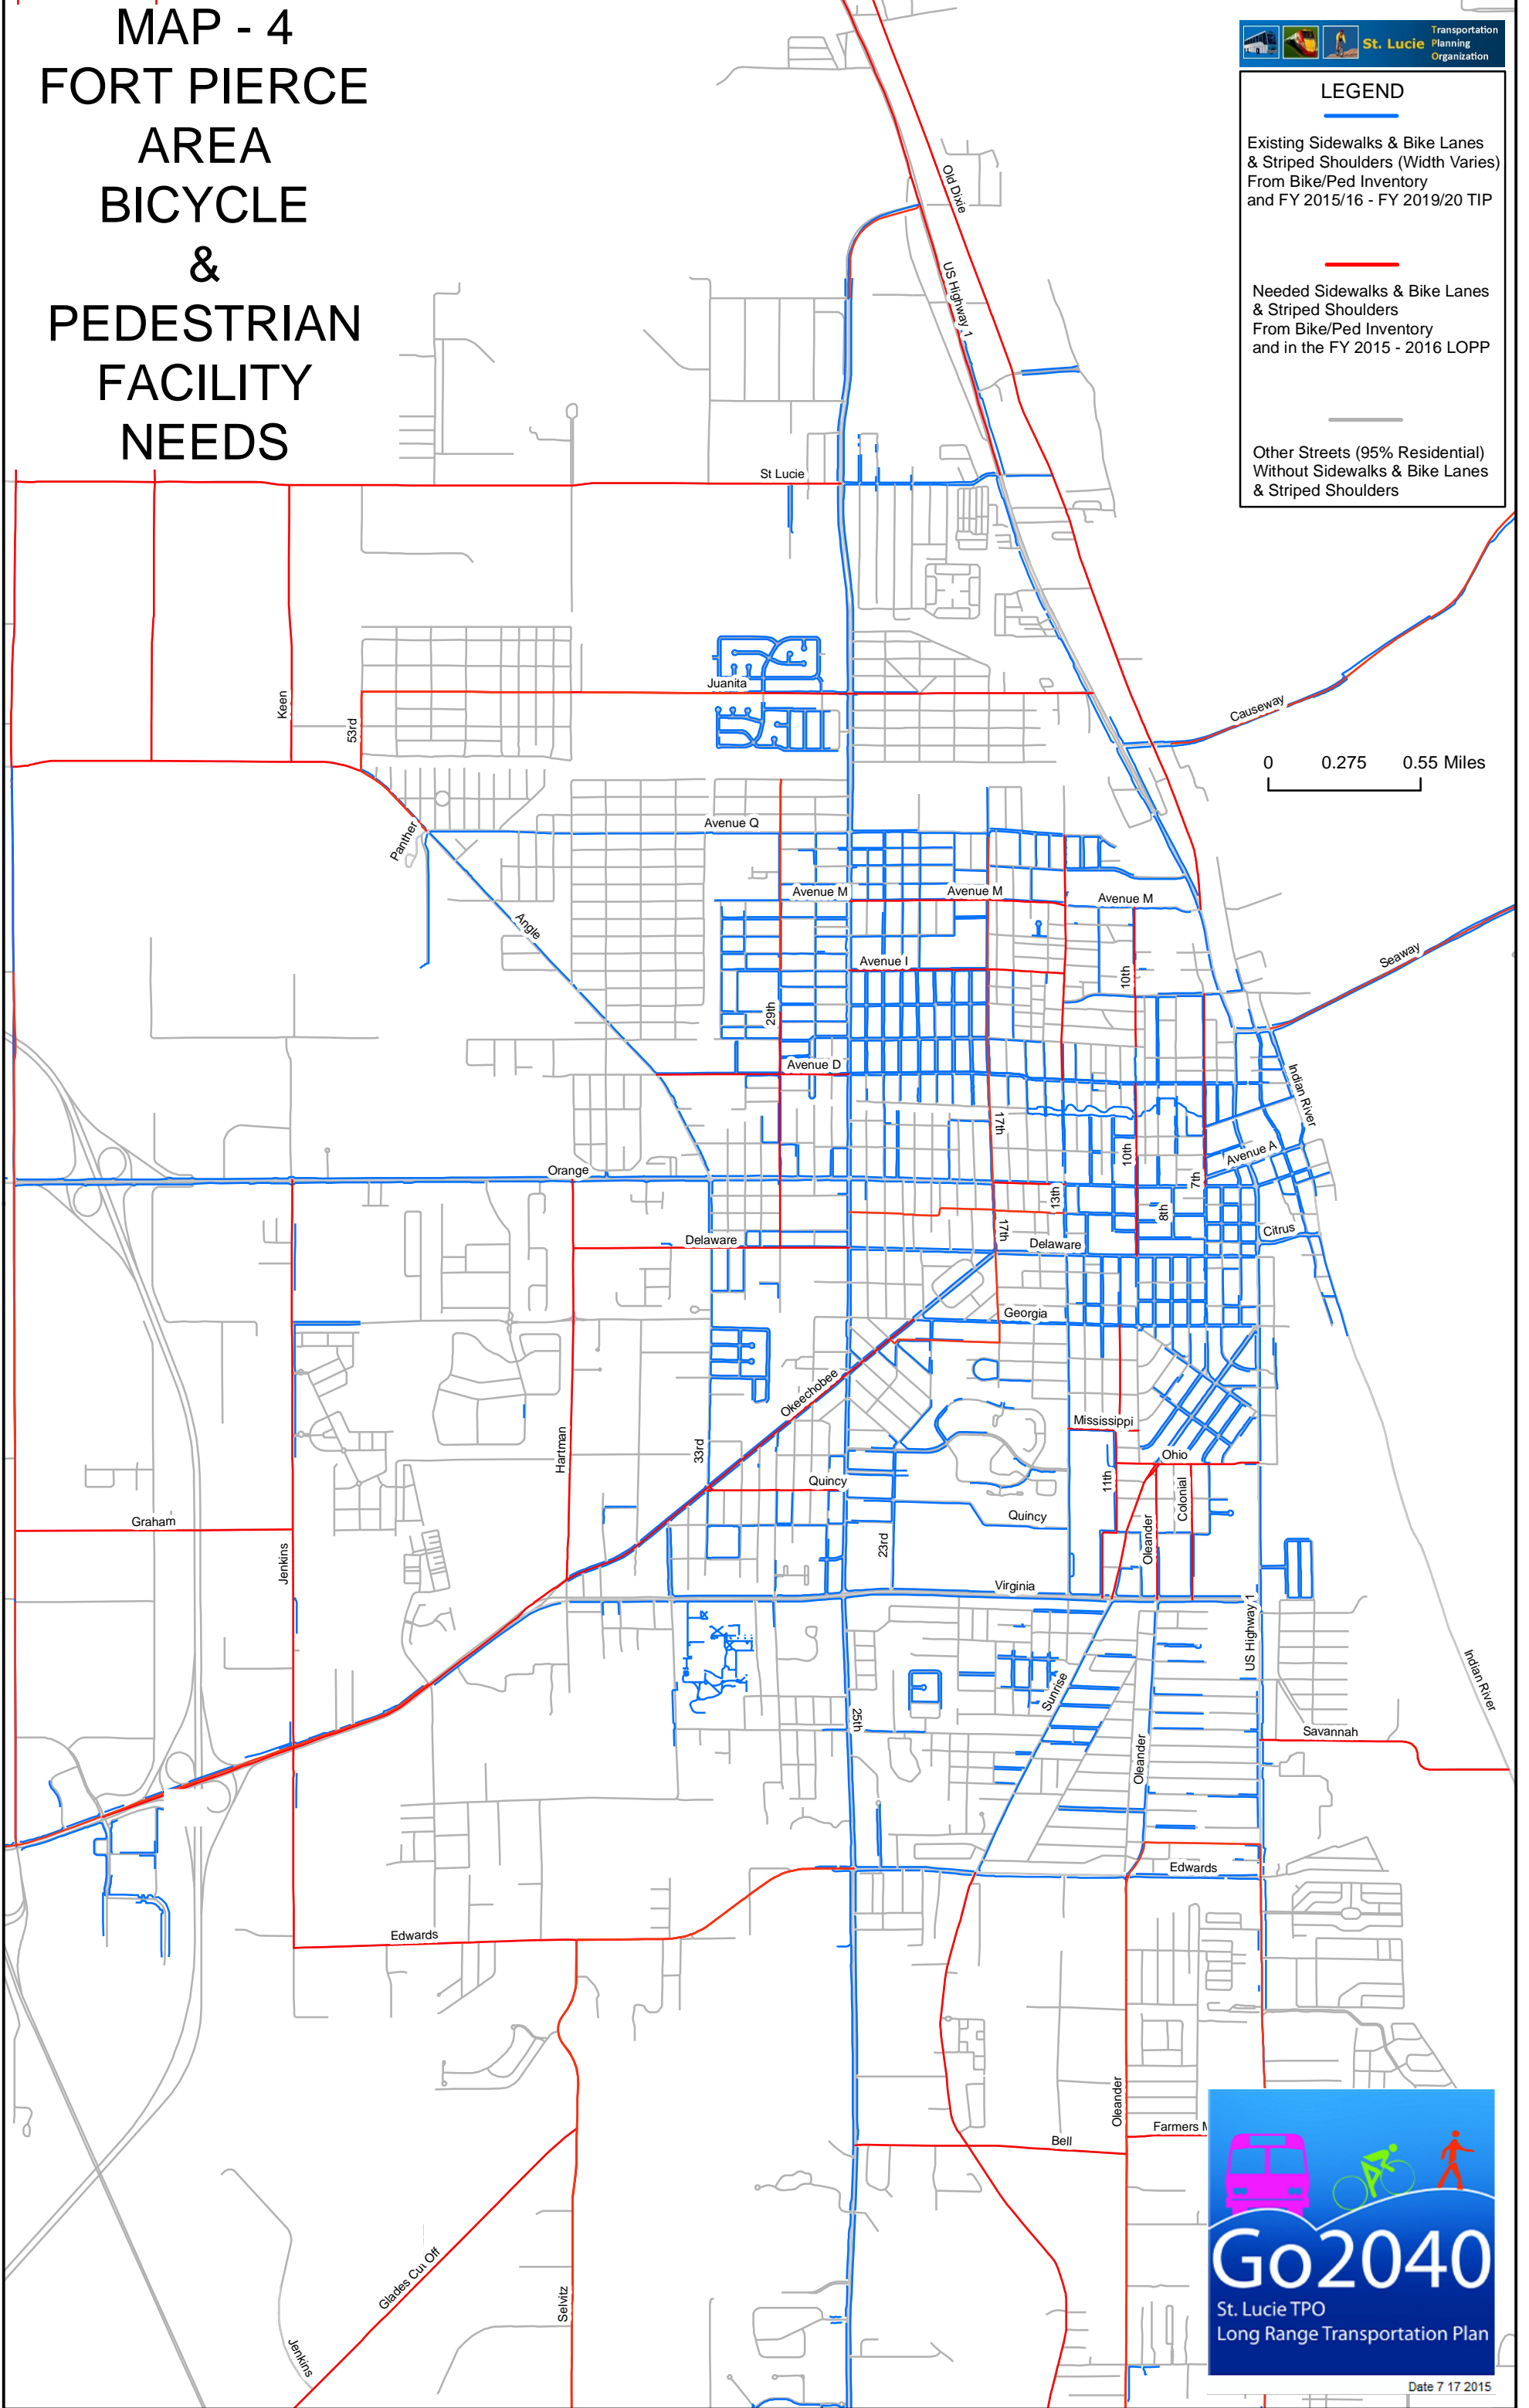 MAP - 4
FORT PIERCE
AREA
BICYCLE
&
PEDESTRIAN
FACILITY
NEEDS
St. Lucie
Transportation
Planning
Organization
LEGEND
Existing Sidewalks & Bike Lanes
& Striped Shoulders (Width Varies)
From Bike/Ped Inventory
and FY 2015/16 - FY 2019/20 TIP
Needed Sidewalks & Bike Lanes
& Striped Shoulders
From Bike/Ped Inventory
and in the FY 2015 - 2016 LOPP
Other Streets (95% Residential)
Without Sidewalks & Bike Lanes
& Striped Shoulders
Old Dixie
US Highway 1
St Lucie
Keen
53rd
Juanita
Causeway
0 0.275 0.55 Miles
Panther
Avenue Q
Avenue M
Avenue M
Avenue M
Angle
Avenue I
10th
Seaway
29th
Avenue D
Indian River
17th
10th
Avenue A
Orange
7th
13th
8th
17th
Citrus
Delaware
Delaware
Georgia
Okeechobee
Mississippi
Hartman
33rd
Ohio
11th
Colonial
Quincy
Quincy
Graham
Oleander
23rd
Jenkins
Virginia
US Highway 1
Sunrise
Indian River
25th
Oleander
Savannah
Edwards
Edwards
Oleander
Farmers M
Bell
Glades Cut Off
Selvitz
Jenkins
Go2040
St. Lucie TPO
Long Range Transportation Plan
Date 7 17 2015